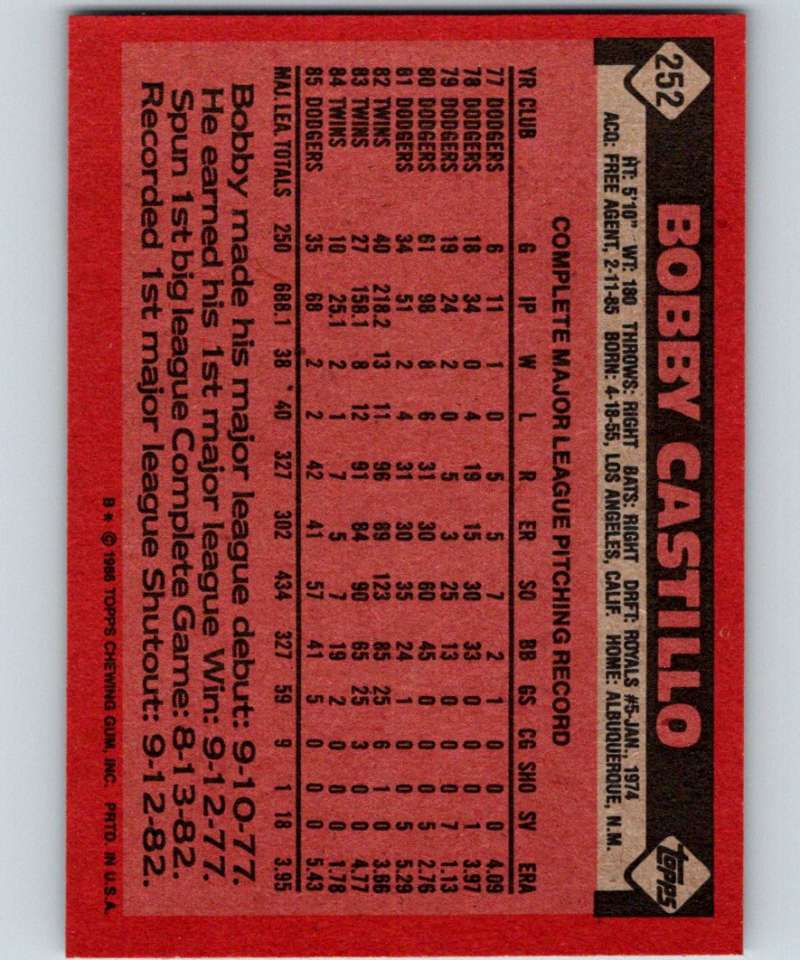 252
BOBBY CASTILLO
Topps
HT: 5'10" WT: 180 THROWS: RIGHT BATS: RIGHT DRFT: ROYALS #5-JAN. 1974
ACQ: FREE AGENT, 2-11-85 BORN: 4-18-55, LOS ANGELES, CALIF. HOME: ALBUQUERQUE, N.M.
COMPLETE MAJOR LEAGUE PITCHING RECORD
YR CLUB G IP W L R ER SO BB GS CG SHO SV ERA
77 DODGERS 6 11 1 0 5 5 7 2 1 0 0 0 4.09
78 DODGERS 18 34 0 4 19 15 30 33 0 0 0 1 3.97
79 DODGERS 19 24 2 0 5 3 25 13 0 0 0 7 1.13
80 DODGERS 61 98 8 6 31 30 60 45 0 0 0 5 2.76
81 DODGERS 34 51 2 4 31 30 35 24 1 0 0 5 5.29
82 TWINS 40 218.2 13 11 96 89 123 85 25 6 1 0 3.66
83 TWINS 27 158.1 8 12 91 84 90 65 25 3 0 0 4.77
84 TWINS 10 25.1 2 1 7 5 7 19 2 0 0 0 1.78
85 DODGERS 35 68 2 2 42 41 57 41 5 0 0 0 5.43
MAJ. LEA. TOTALS 250 688.1 38 40 327 302 434 327 59 9 1 18 3.95
Bobby made his major league debut: 9-10-77.
He earned his 1st major league Win: 9-12-77.
Spun 1st big league Complete Game: 8-13-82.
Recorded 1st major league Shutout: 9-12-82.
B* © 1986 TOPPS CHEWING GUM, INC. PRTD. IN U.S.A.